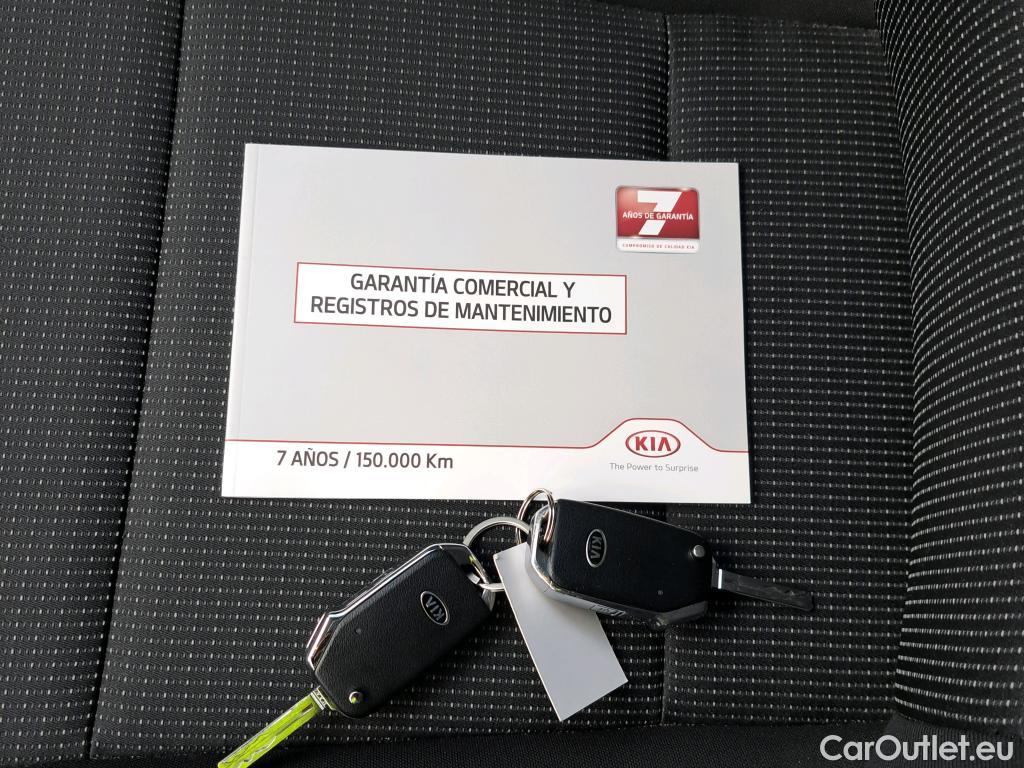 7
AÑOS DE GARANTÍA
COMPROMISO DE CALIDAD KIA
GARANTÍA COMERCIAL Y
REGISTROS DE MANTENIMIENTO
7 AÑOS / 150.000 Km
KIA
The Power to Surprise
KIA
KIA
CarOutlet.eu